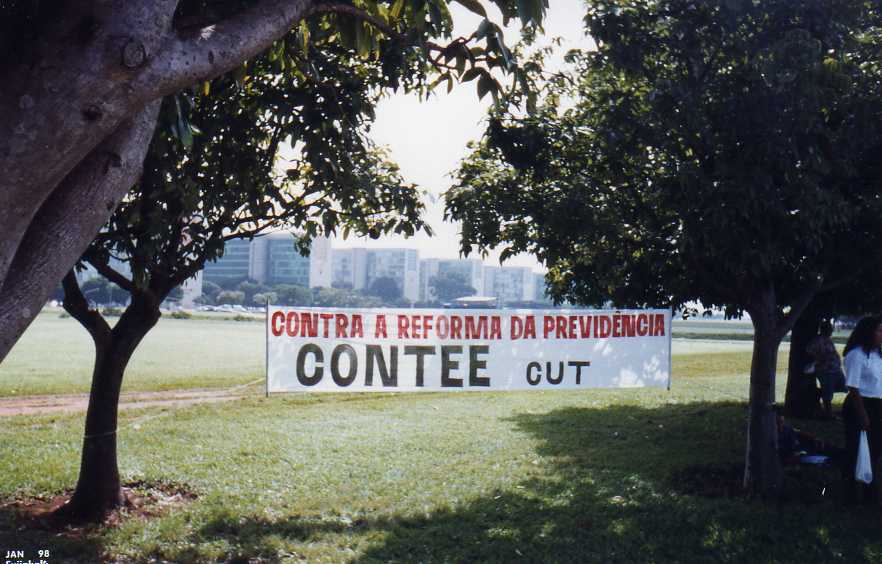 CONTRA A REFORMA DA PREVIDÊNCIA
CONTEE CUT
JAN 98